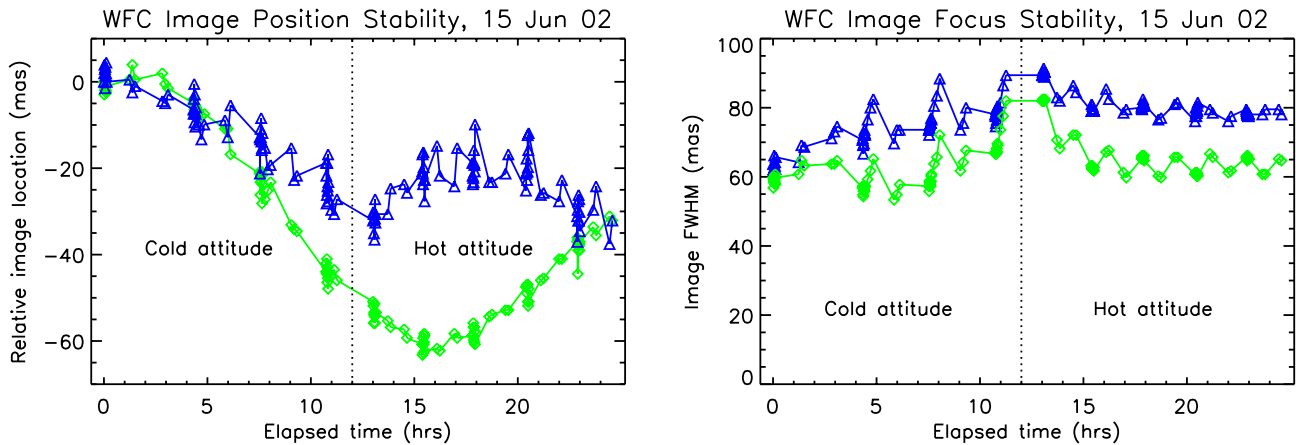 WFC Image Position Stability, 15 Jun 02
Relative image location (mas)
0
−20
−40
−60
Cold attitude
Hot attitude
0
5
10
15
20
Elapsed time (hrs)
WFC Image Focus Stability, 15 Jun 02
Image FWHM (mas)
100
80
60
40
20
0
Cold attitude
Hot attitude
0
5
10
15
20
Elapsed time (hrs)